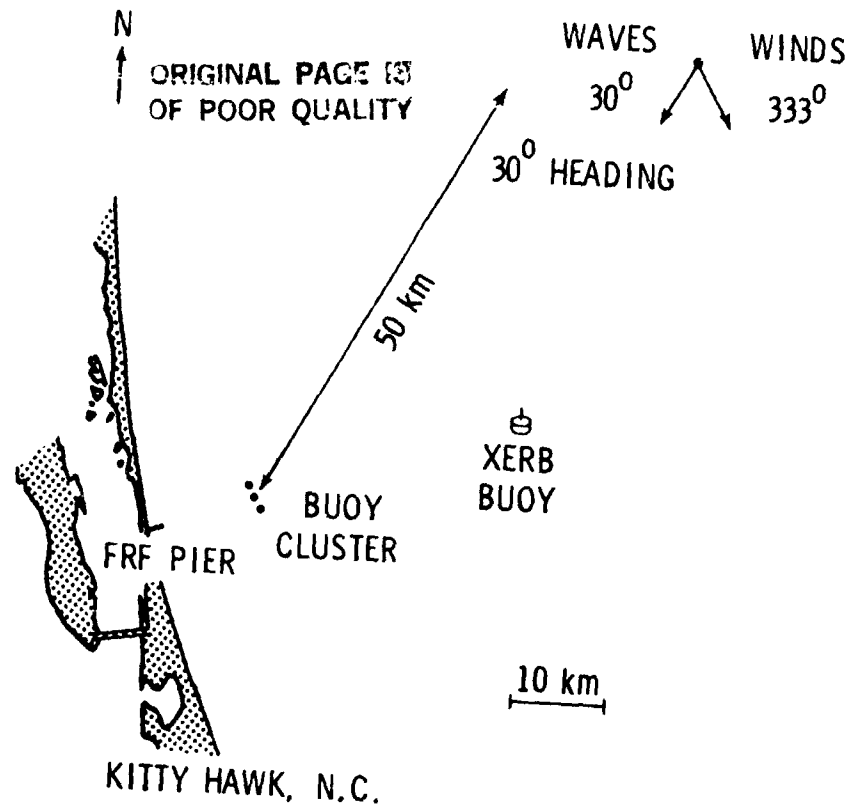 N
ORIGINAL PAGE IS
OF POOR QUALITY
WAVES
30°
WINDS
333°
30° HEADING
50 km
XERB
BUOY
BUOY
CLUSTER
FRF PIER
10 km
KITTY HAWK, N.C.